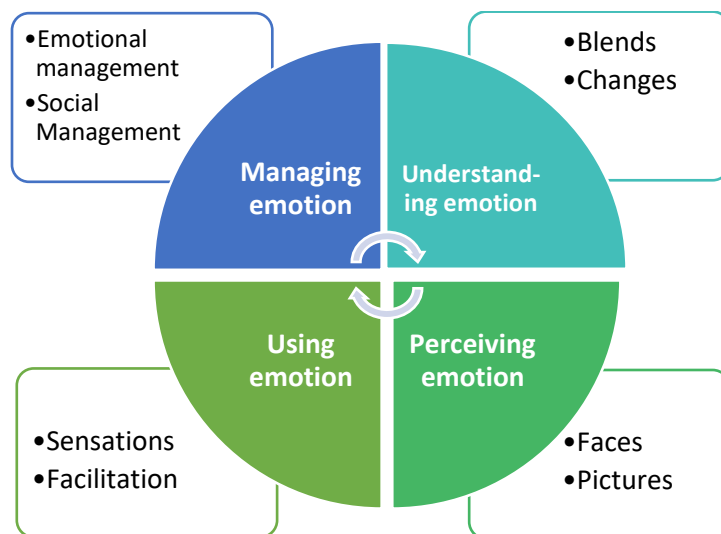 •Emotional
management
•Social
Management
•Blends
•Changes
Managing
emotion
Understand-
ing emotion
Using
emotion
Perceiving
emotion
•Sensations
•Facilitation
•Faces
•Pictures